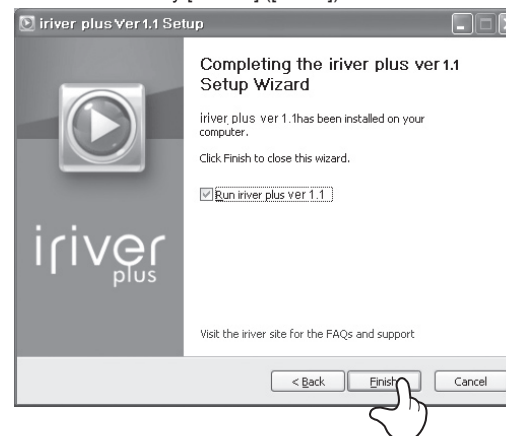 iriver plus Ver 1.1 Setup
Completing the iriver plus ver 1.1
Setup Wizard
iriver plus ver 1.1has been installed on your
computer.
Click Finish to close this wizard.
Run iriver plus ver 1.1
iriver
plus
Visit the iriver site for the FAQs and support
< Back
Finish
Cancel